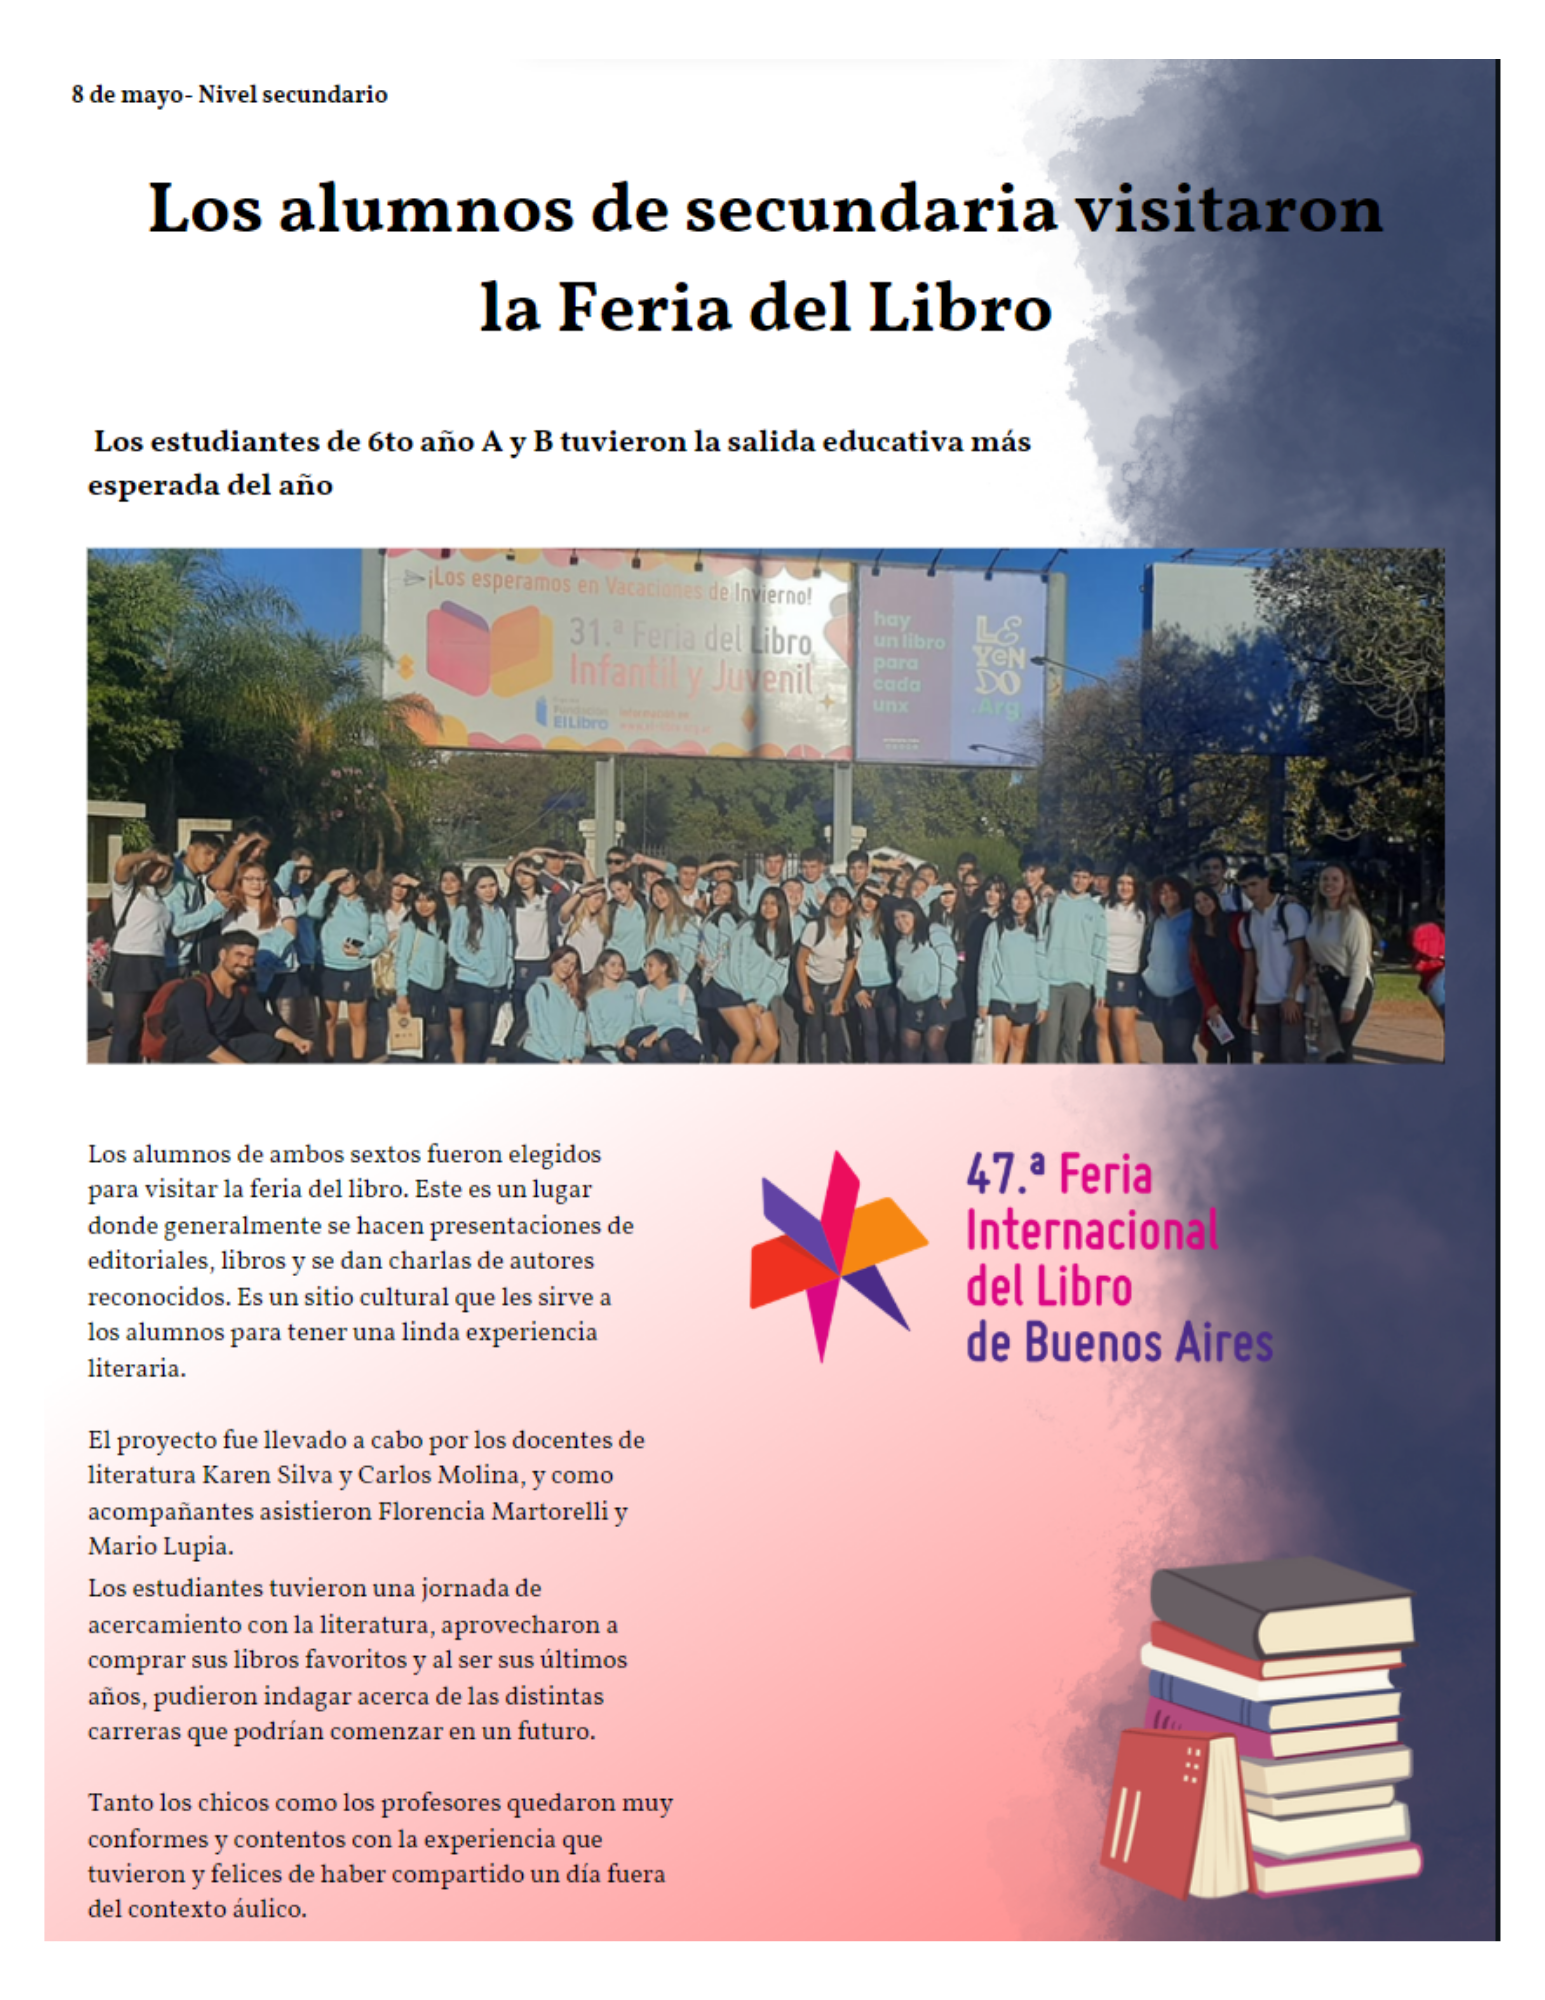 8 de mayo- Nivel secundario
Los alumnos de secundaria visitaron
la Feria del Libro
Los estudiantes de 6to año A y B tuvieron la salida educativa más
esperada del año
¡Los esperamos en Vacaciones de Invierno!
31.ª Feria del Libro
Infantil y Juvenil
Fundación
El Libro
hay
un libro
para
cada
unx
LE
YeN
DO
.Arg
Los alumnos de ambos sextos fueron elegidos
para visitar la feria del libro. Este es un lugar
donde generalmente se hacen presentaciones de
editoriales, libros y se dan charlas de autores
reconocidos. Es un sitio cultural que les sirve a
los alumnos para tener una linda experiencia
literaria.
El proyecto fue llevado a cabo por los docentes de
literatura Karen Silva y Carlos Molina, y como
acompañantes asistieron Florencia Martorelli y
Mario Lupia.
Los estudiantes tuvieron una jornada de
acercamiento con la literatura, aprovecharon a
comprar sus libros favoritos y al ser sus últimos
años, pudieron indagar acerca de las distintas
carreras que podrían comenzar en un futuro.
Tanto los chicos como los profesores quedaron muy
conformes y contentos con la experiencia que
tuvieron y felices de haber compartido un día fuera
del contexto áulico.
47.ª Feria
Internacional
del Libro
de Buenos Aires